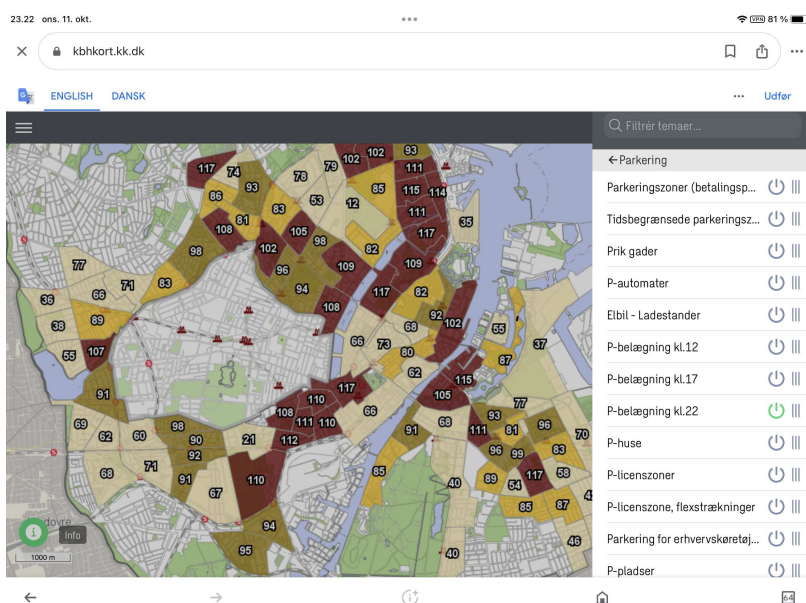 23.22 ons. 11. okt.
VPN 81 %
kbhkort.kk.dk
ENGLISH DANSK
Udfør
Filtrér temaer...
Parkering
Parkeringszoner (betalingsp...
Tidsbegrænsede parkeringsz...
Prik gader
P-automater
Elbil - Ladestander
P-belægning kl.12
P-belægning kl.17
P-belægning kl.22
P-huse
P-licenszoner
P-licenszone, flexstrækninger
Parkering for erhvervskøretøj...
P-pladser
102 102 93
117 74 78 79 111
93 85 115 114
86 53 12
83 111
81 35
108 105 117
98 102 98 82
77 96 109 109
71 83 94 117 82
36 66 108 92
38 89 68 102 55
66 73 37
55 107 80 87
62
91 117 115
110 105 77
69 108 66 93
62 60 98 111 110 91 68 111 81 96
90 21 112 70
92 96 99
68 71 85 83
91 110 89 117 58
67 40 54
85 87
94 46
95 40
dovre
Info
1000 m
64